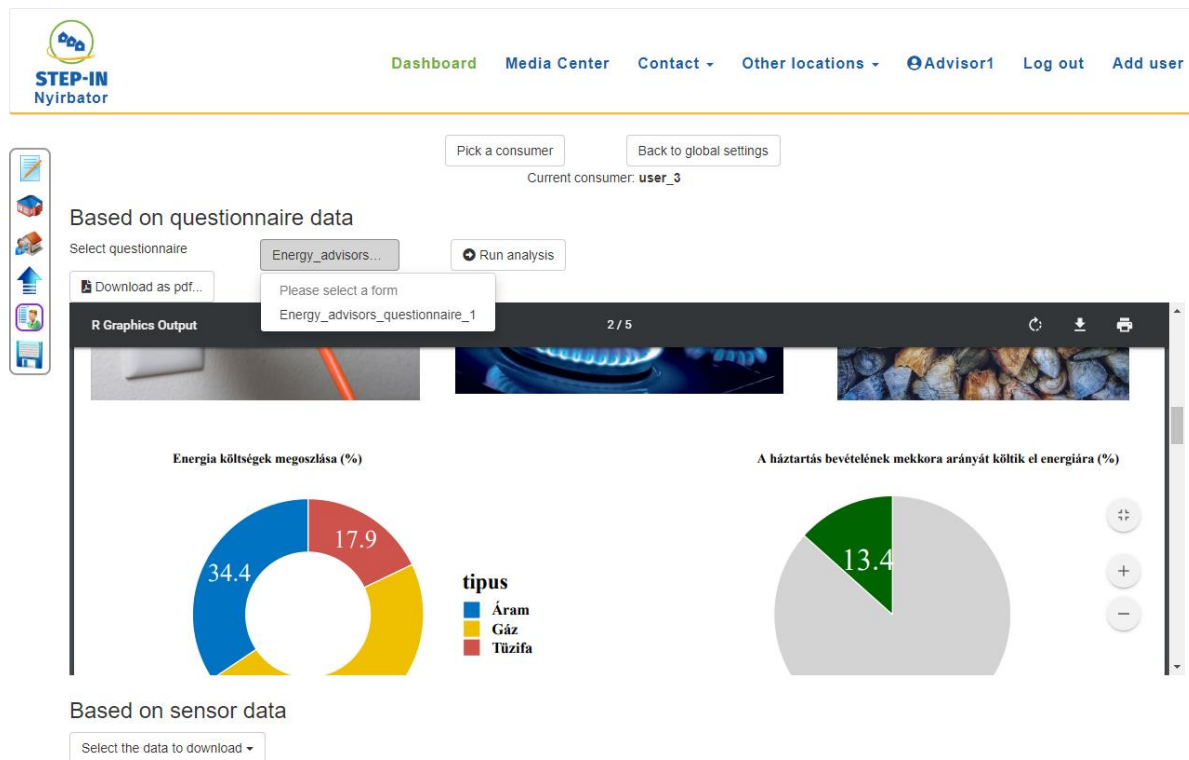 STEP-IN
Nyirbator
Dashboard Media Center Contact Other locations Advisor1 Log out Add user
Pick a consumer Back to global settings
Current consumer: user_3
Based on questionnaire data
Select questionnaire Energy_advisors... Run analysis
Download as pdf... Please select a form
Energy_advisors_questionnaire_1
R Graphics Output 2 / 5
Energia költségek megoszlása (%) A háztartás bevételének mekkora arányát költik el energiára (%)
17.9
34.4
13.4
tipus
Áram
Gáz
Tüzifa
Based on sensor data
Select the data to download